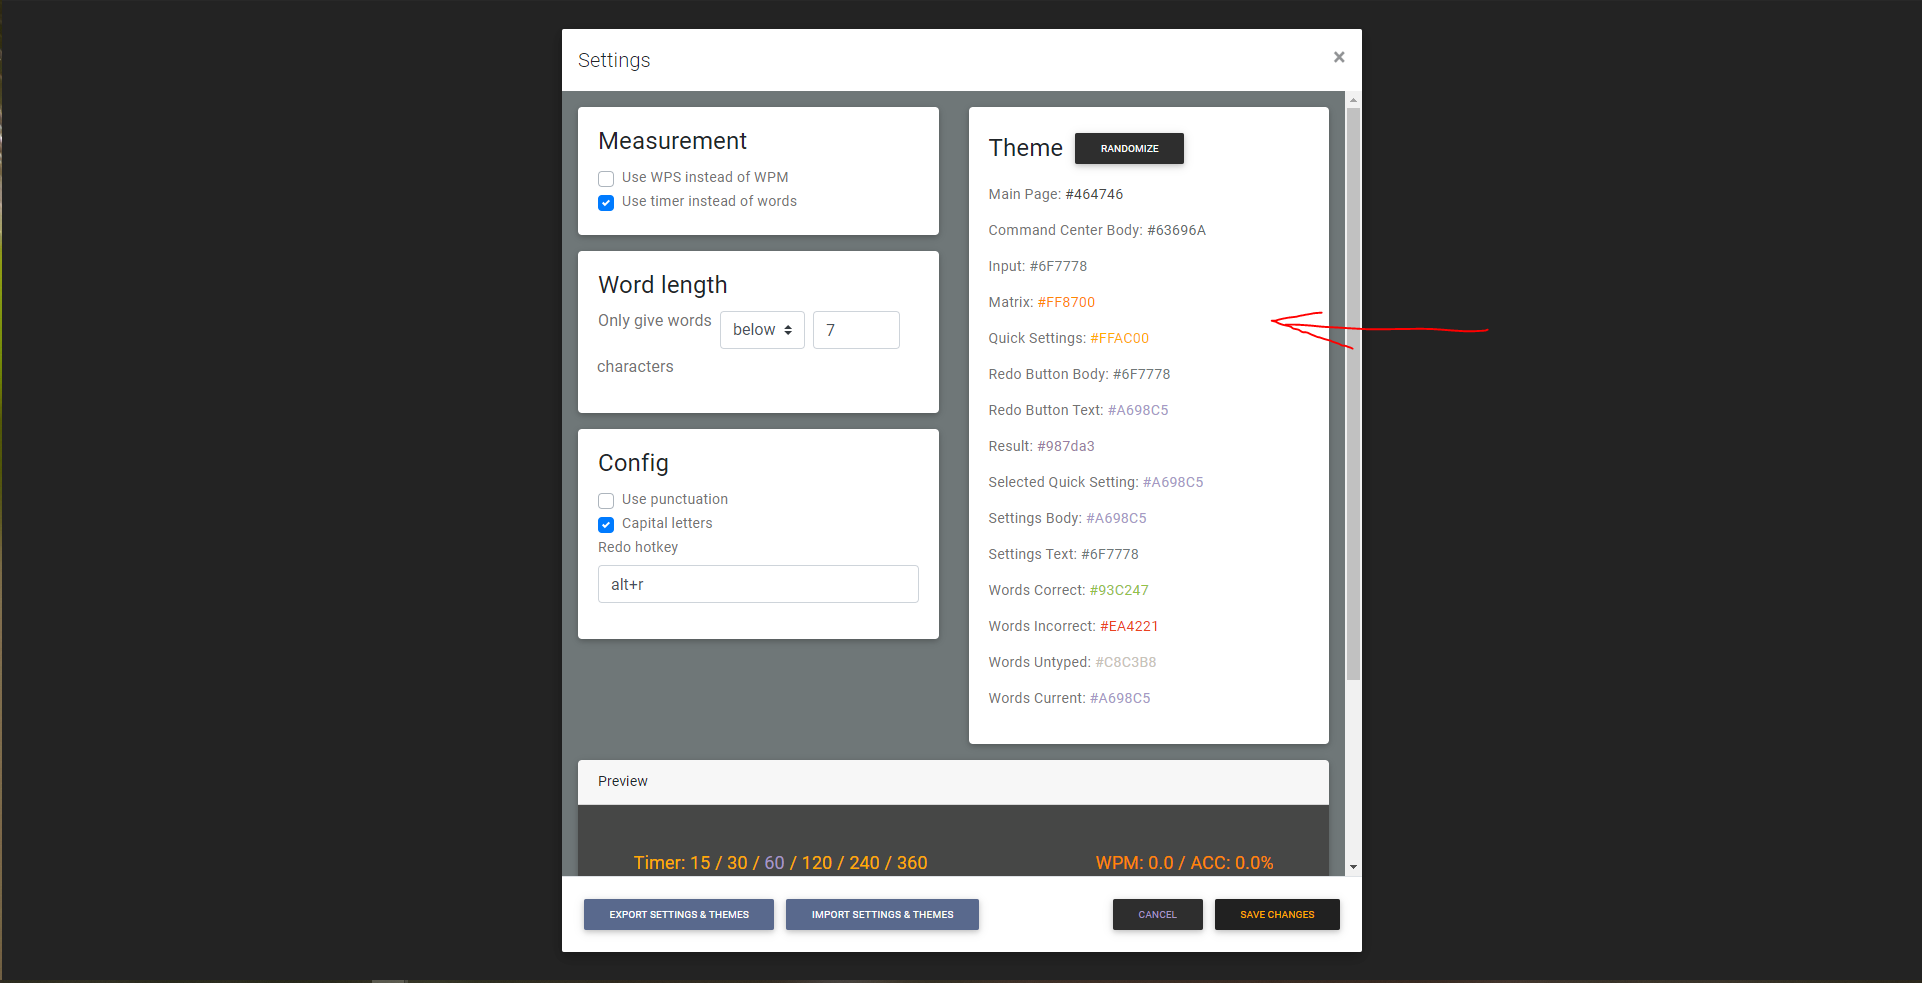 Settings
×
Measurement
Use WPS instead of WPM
Use timer instead of words
Word length
Only give words below 7
characters
Config
Use punctuation
Capital letters
Redo hotkey
alt+r
Theme RANDOMIZE
Main Page: #464746
Command Center Body: #63696A
Input: #6F7778
Matrix: #FF8700
Quick Settings: #FFAC00
Redo Button Body: #6F7778
Redo Button Text: #A698C5
Result: #987da3
Selected Quick Setting: #A698C5
Settings Body: #A698C5
Settings Text: #6F7778
Words Correct: #93C247
Words Incorrect: #EA4221
Words Untyped: #C8C3B8
Words Current: #A698C5
Preview
Timer: 15 / 30 / 60 / 120 / 240 / 360
WPM: 0.0 / ACC: 0.0%
EXPORT SETTINGS & THEMES
IMPORT SETTINGS & THEMES
CANCEL
SAVE CHANGES